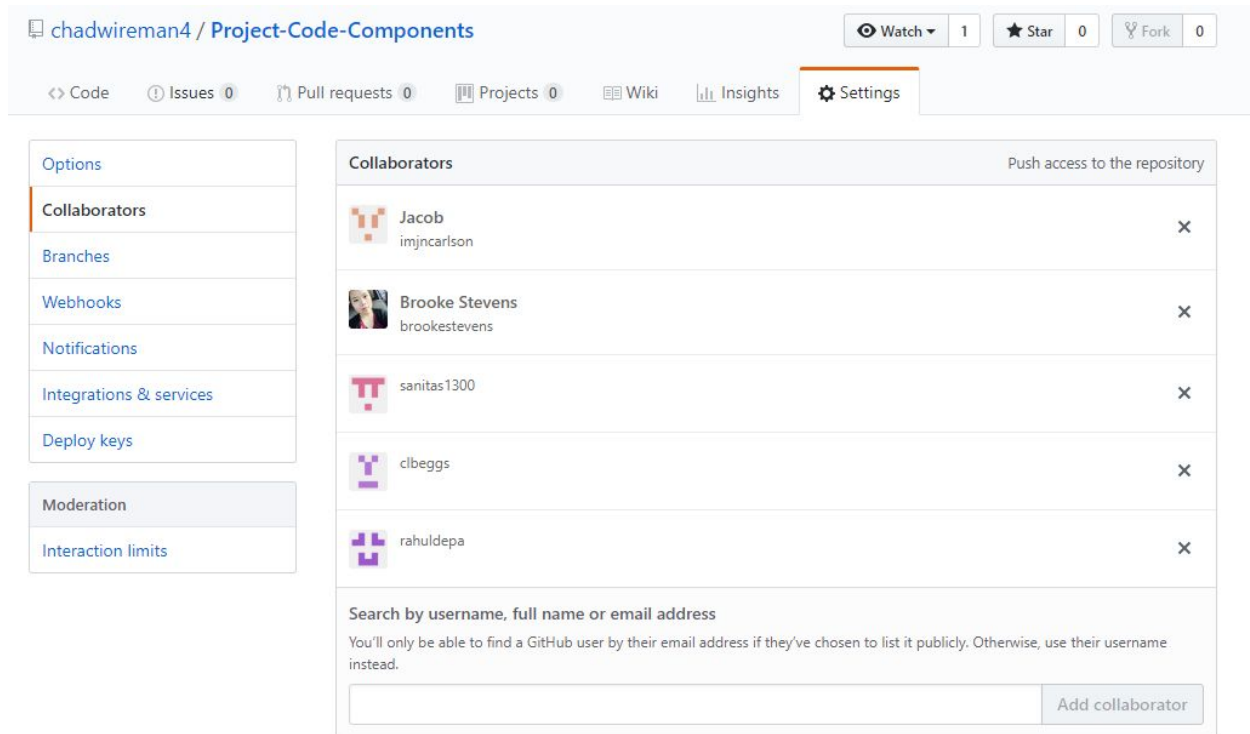 chadwireman4 / Project-Code-Components
Watch 1 Star 0 Fork 0
Code Issues 0 Pull requests 0 Projects 0 Wiki Insights Settings
Options
Collaborators
Branches
Webhooks
Notifications
Integrations & services
Deploy keys
Moderation
Interaction limits
Collaborators Push access to the repository
Jacob
imjncarlson
Brooke Stevens
brookestevens
sanitas1300
clbeggs
rahuldepa
Search by username, full name or email address
You'll only be able to find a GitHub user by their email address if they've chosen to list it publicly. Otherwise, use their username
instead.
Add collaborator